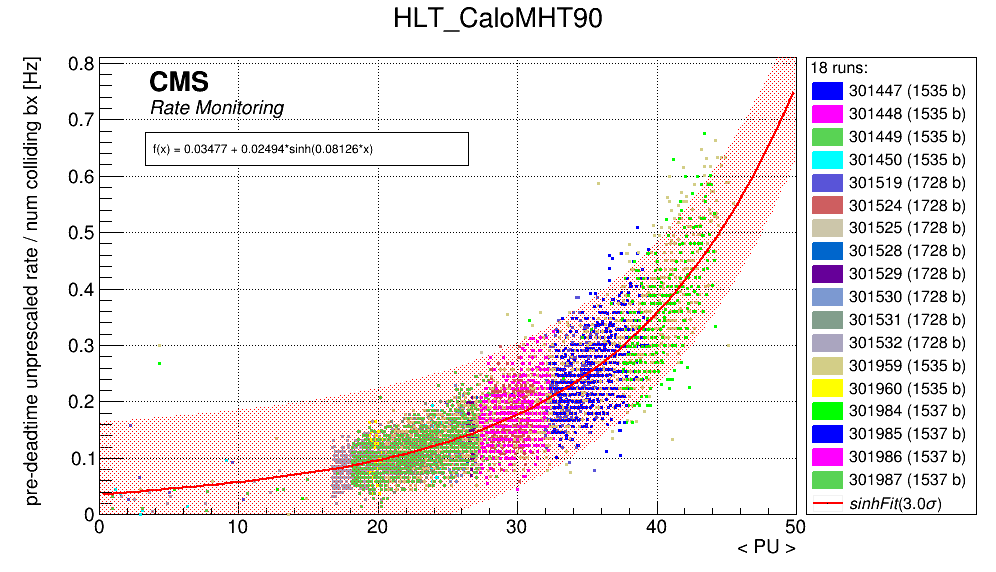 HLT_CaloMHT90
pre-deadtime unprescaled rate / num colliding bx [Hz]
CMS
Rate Monitoring
f(x) = 0.03477 + 0.02494*sinh(0.08126*x)
0.8
0.7
0.6
0.5
0.4
0.3
0.2
0.1
0
0 10 20 30 40 50
< PU >
18 runs:
301447 (1535 b)
301448 (1535 b)
301449 (1535 b)
301450 (1535 b)
301519 (1728 b)
301524 (1728 b)
301525 (1728 b)
301528 (1728 b)
301529 (1728 b)
301530 (1728 b)
301531 (1728 b)
301532 (1728 b)
301959 (1535 b)
301960 (1535 b)
301984 (1537 b)
301985 (1537 b)
301986 (1537 b)
301987 (1537 b)
sinhFit(3.0σ)